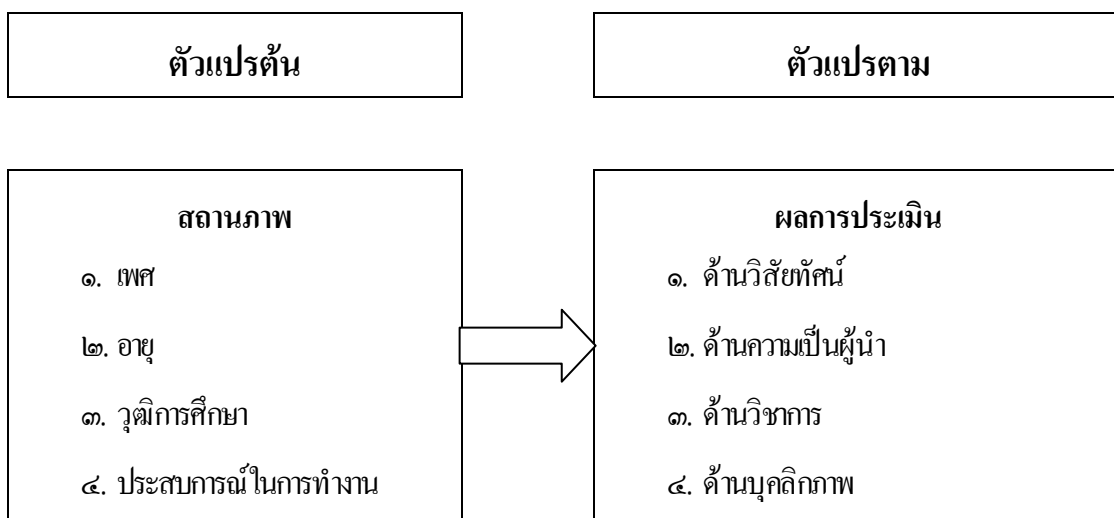 ตัวแปรต้น
ตัวแปรตาม
สถานภาพ
๑. เพศ
๒. อายุ
๓. วุฒิการศึกษา
๔. ประสบการณ์ในการทำงาน
ผลการประเมิน
๑. ด้านวิสัยทัศน์
๒. ด้านความเป็นผู้นำ
๓. ด้านวิชาการ
๔. ด้านบุคลิกภาพ